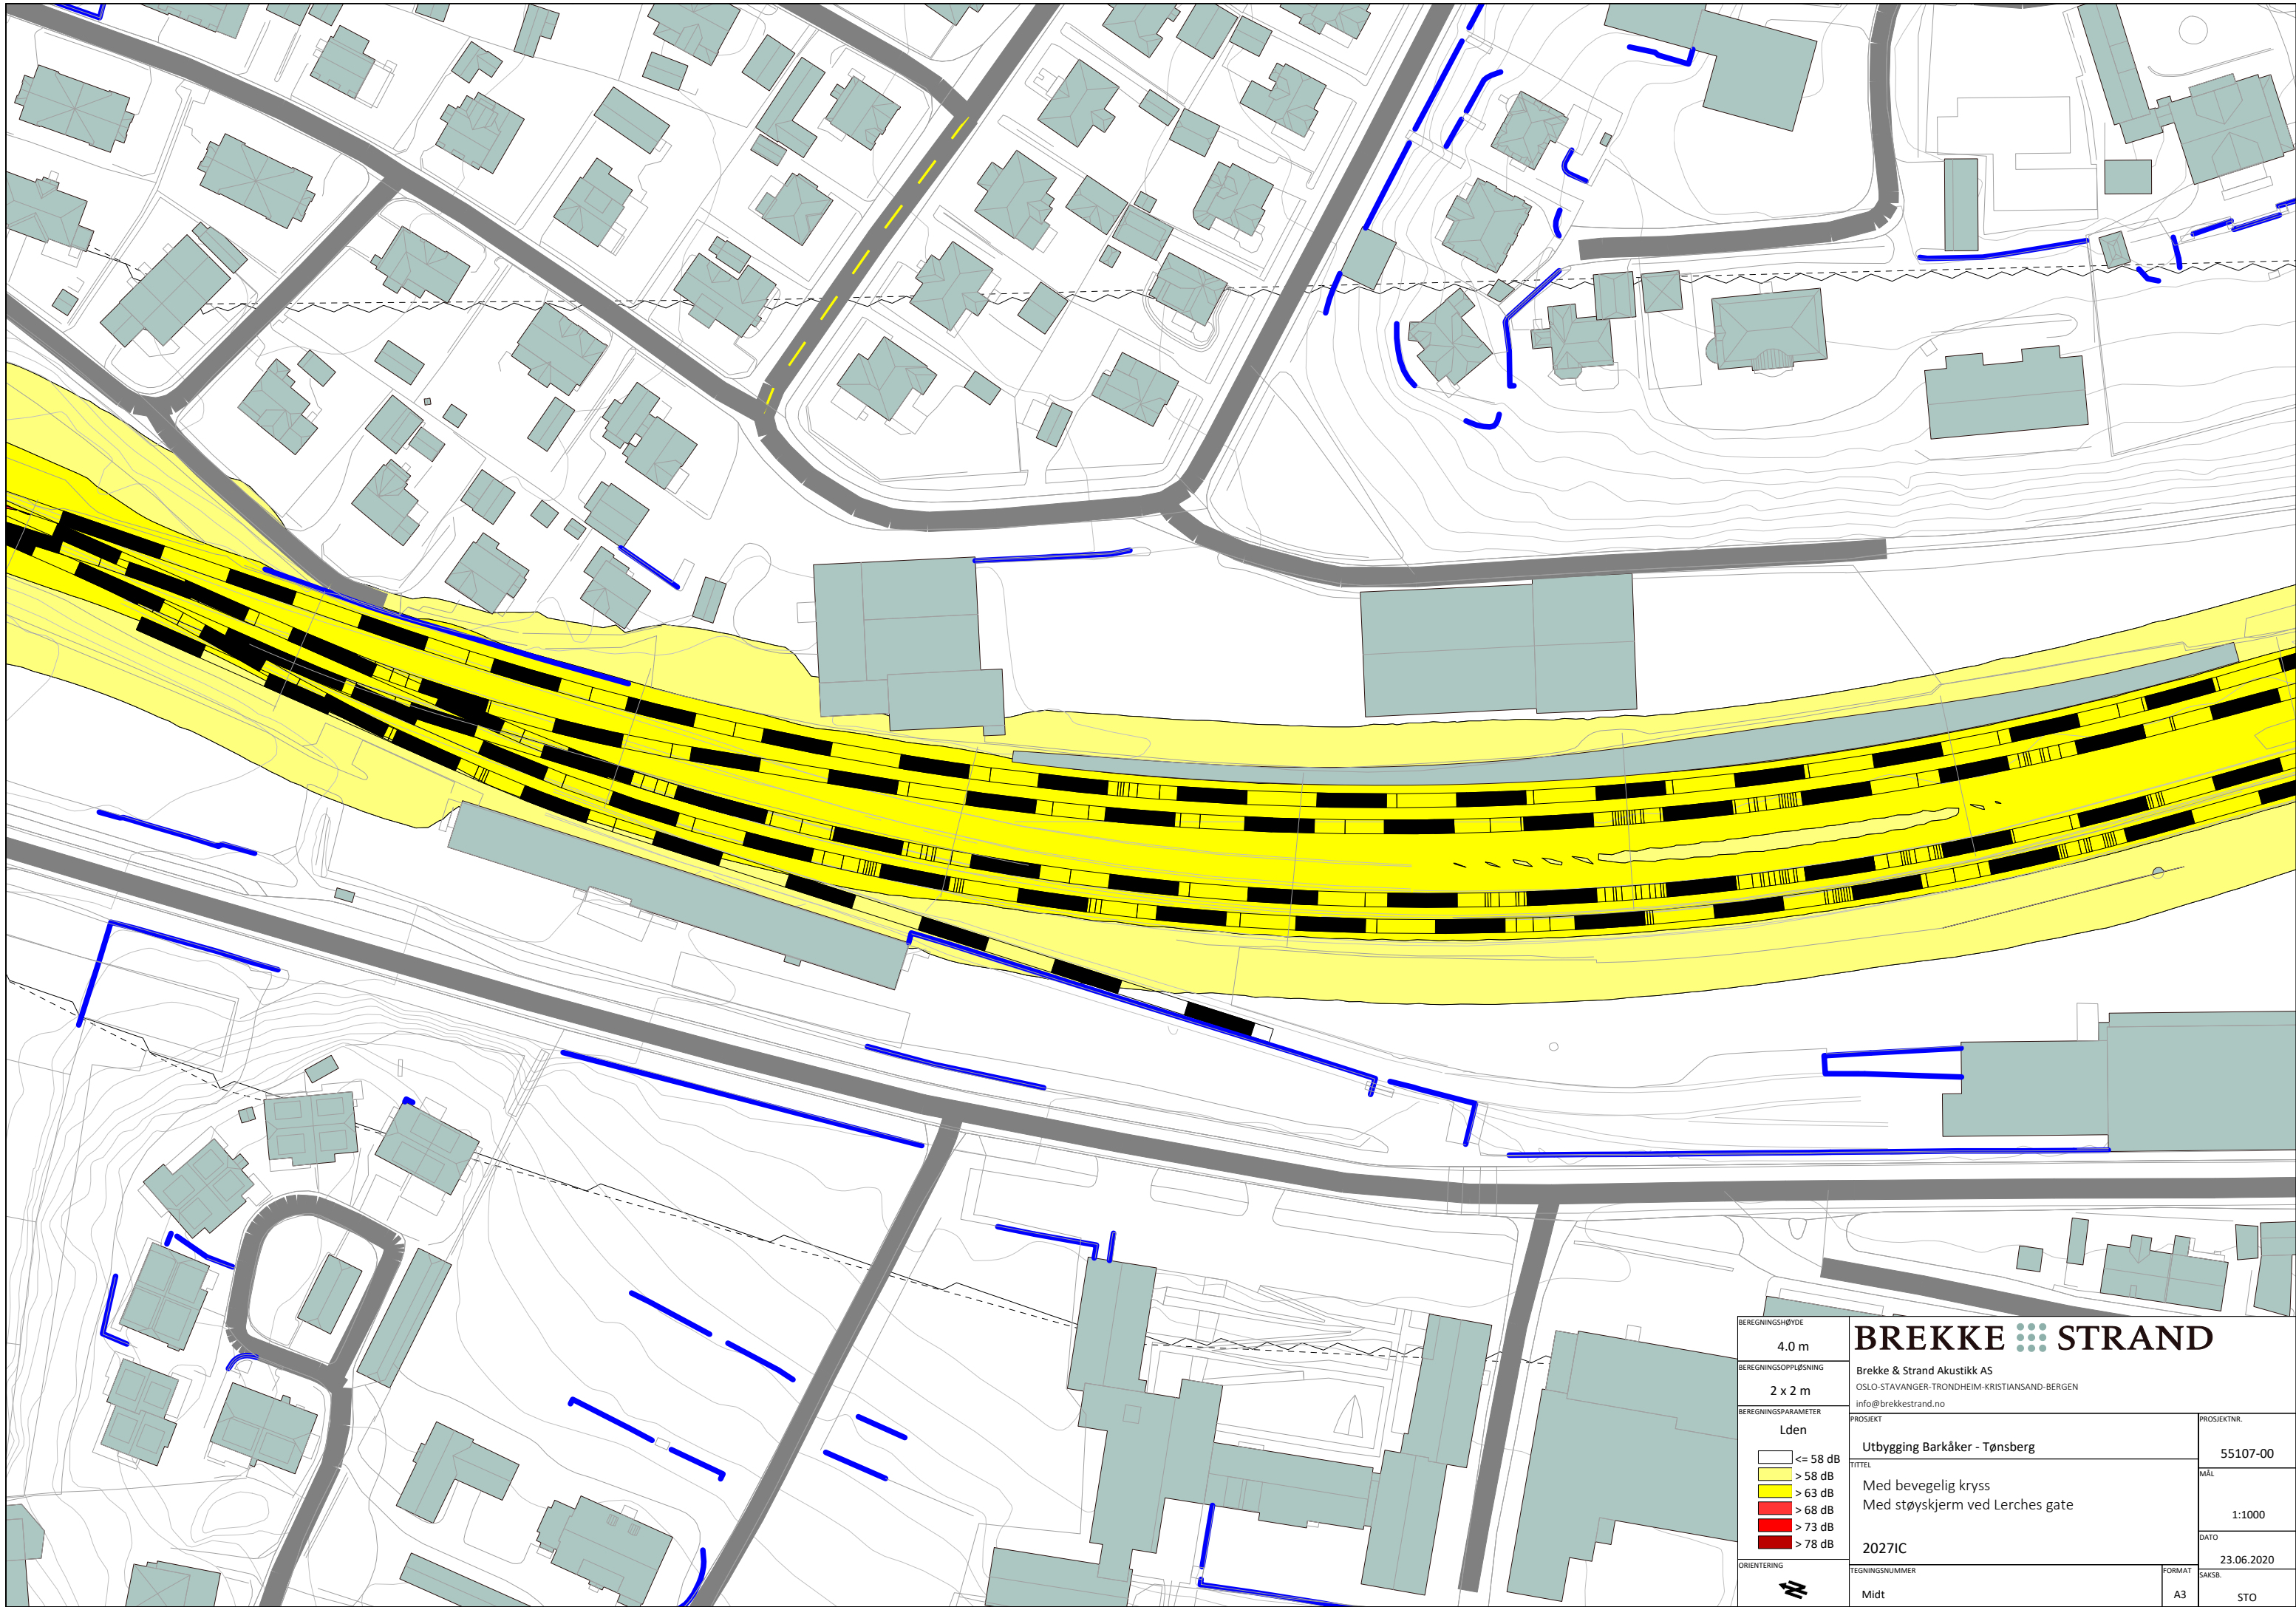 BEREGNINGSHØYDE
4.0 m
BEREGNINGSOPPLØSNING
2 x 2 m
BEREGNINGSPARAMETER
Lden
<= 58 dB
> 58 dB
> 63 dB
> 68 dB
> 73 dB
> 78 dB
ORIENTERING
BREKKE STRAND
Brekke & Strand Akustikk AS
OSLO-STAVANGER-TRONDHEIM-KRISTIANSAND-BERGEN
info@brekkestrand.no
PROSJEKT
Utbygging Barkåker - Tønsberg
PROSJEKTNR.
55107-00
TITTEL
Med bevegelig kryss
Med støyskjerm ved Lerches gate
2027IC
MÅL
1:1000
DATO
23.06.2020
TEGNINGSNUMMER
Midt
FORMAT
A3
SAKSB.
STO